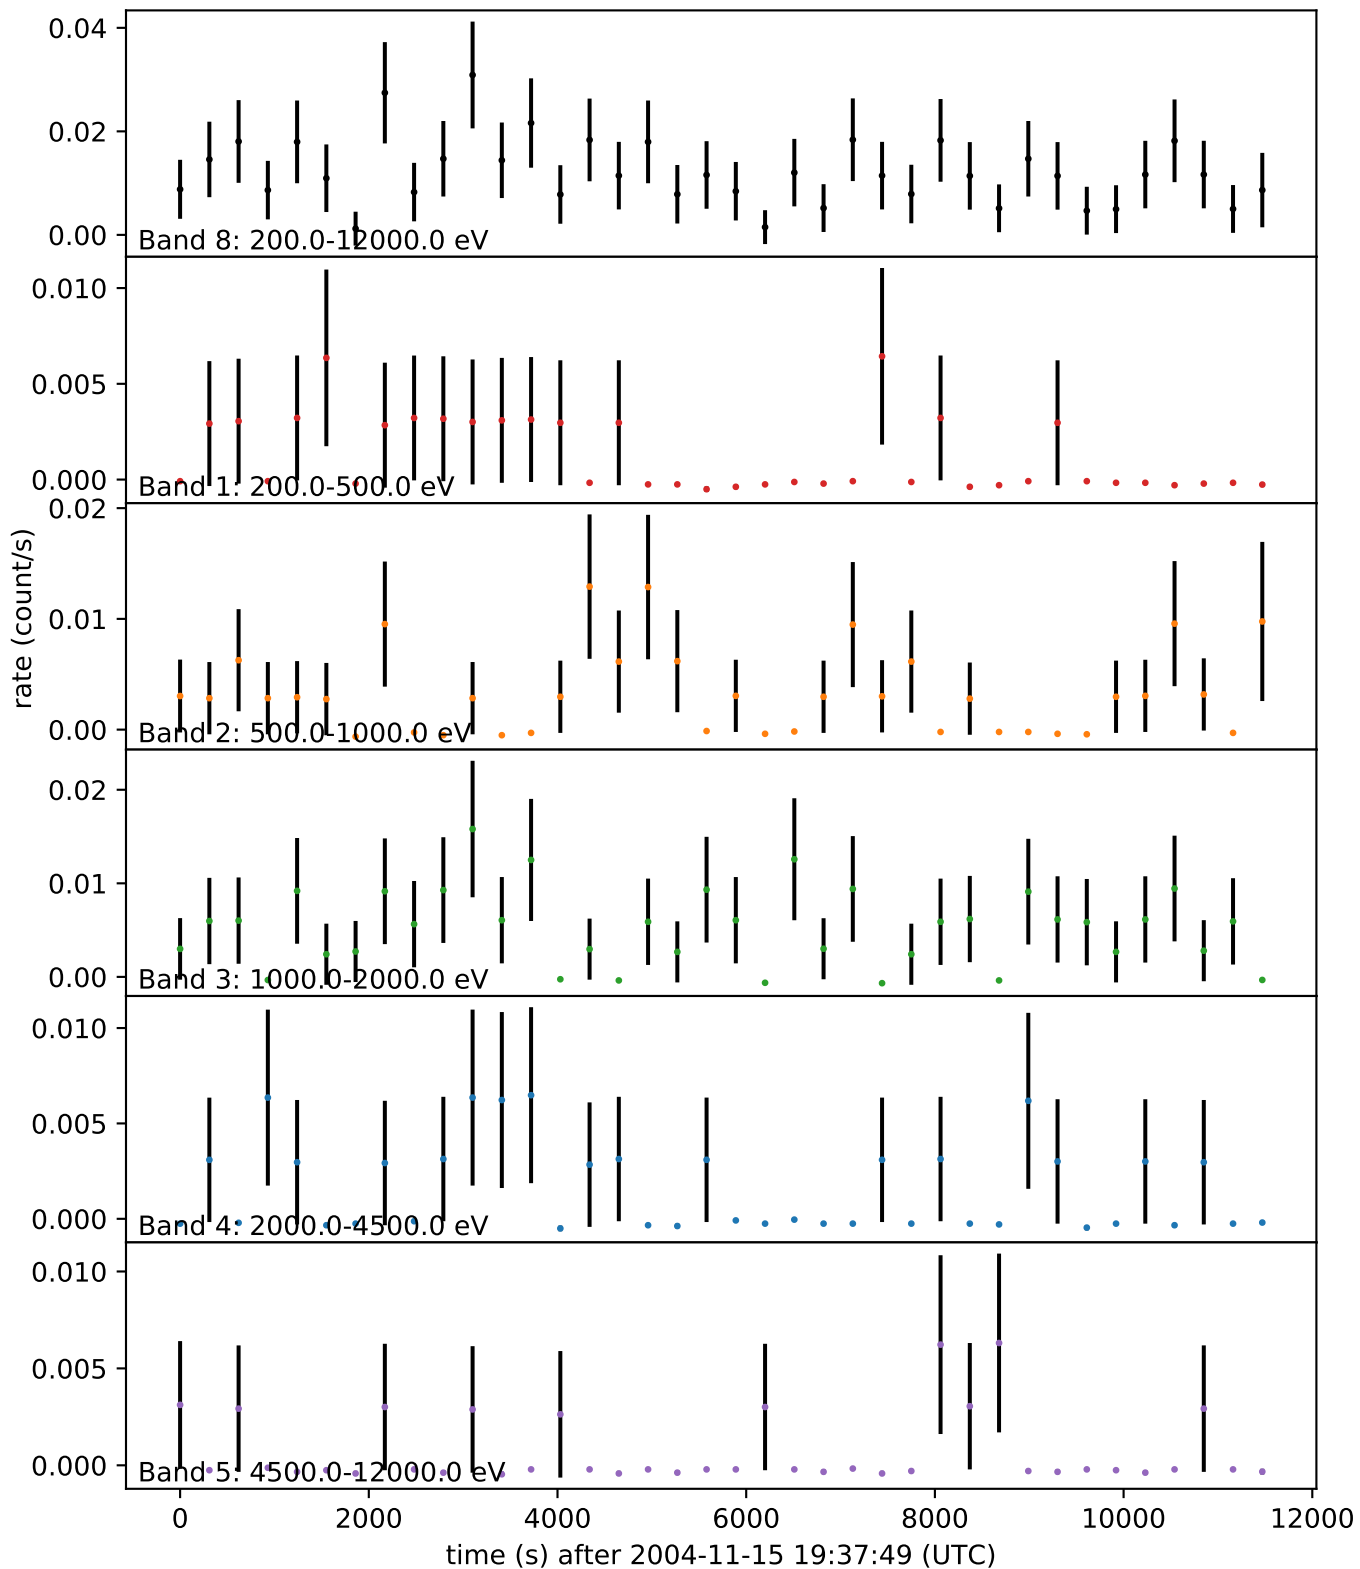 0.04
0.02
0.00
Band 8: 200.0-12000.0 eV
0.010
0.005
0.000
Band 1: 200.0-500.0 eV
0.02
0.01
0.00
Band 2: 500.0-1000.0 eV
rate (count/s)
0.02
0.01
0.00
Band 3: 1000.0-2000.0 eV
0.010
0.005
0.000
Band 4: 2000.0-4500.0 eV
0.010
0.005
0.000
Band 5: 4500.0-12000.0 eV
0 2000 4000 6000 8000 10000 12000
time (s) after 2004-11-15 19:37:49 (UTC)